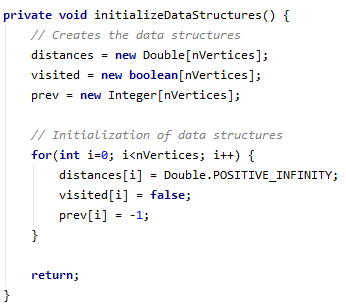 private void initializeDataStructures() {
    // Creates the data structures
    distances = new Double[nVertices];
    visited = new boolean[nVertices];
    prev = new Integer[nVertices];

    // Initialization of data structures
    for(int i=0; i<nVertices; i++) {
        distances[i] = Double.POSITIVE_INFINITY;
        visited[i] = false;
        prev[i] = -1;
    }

    return;
}